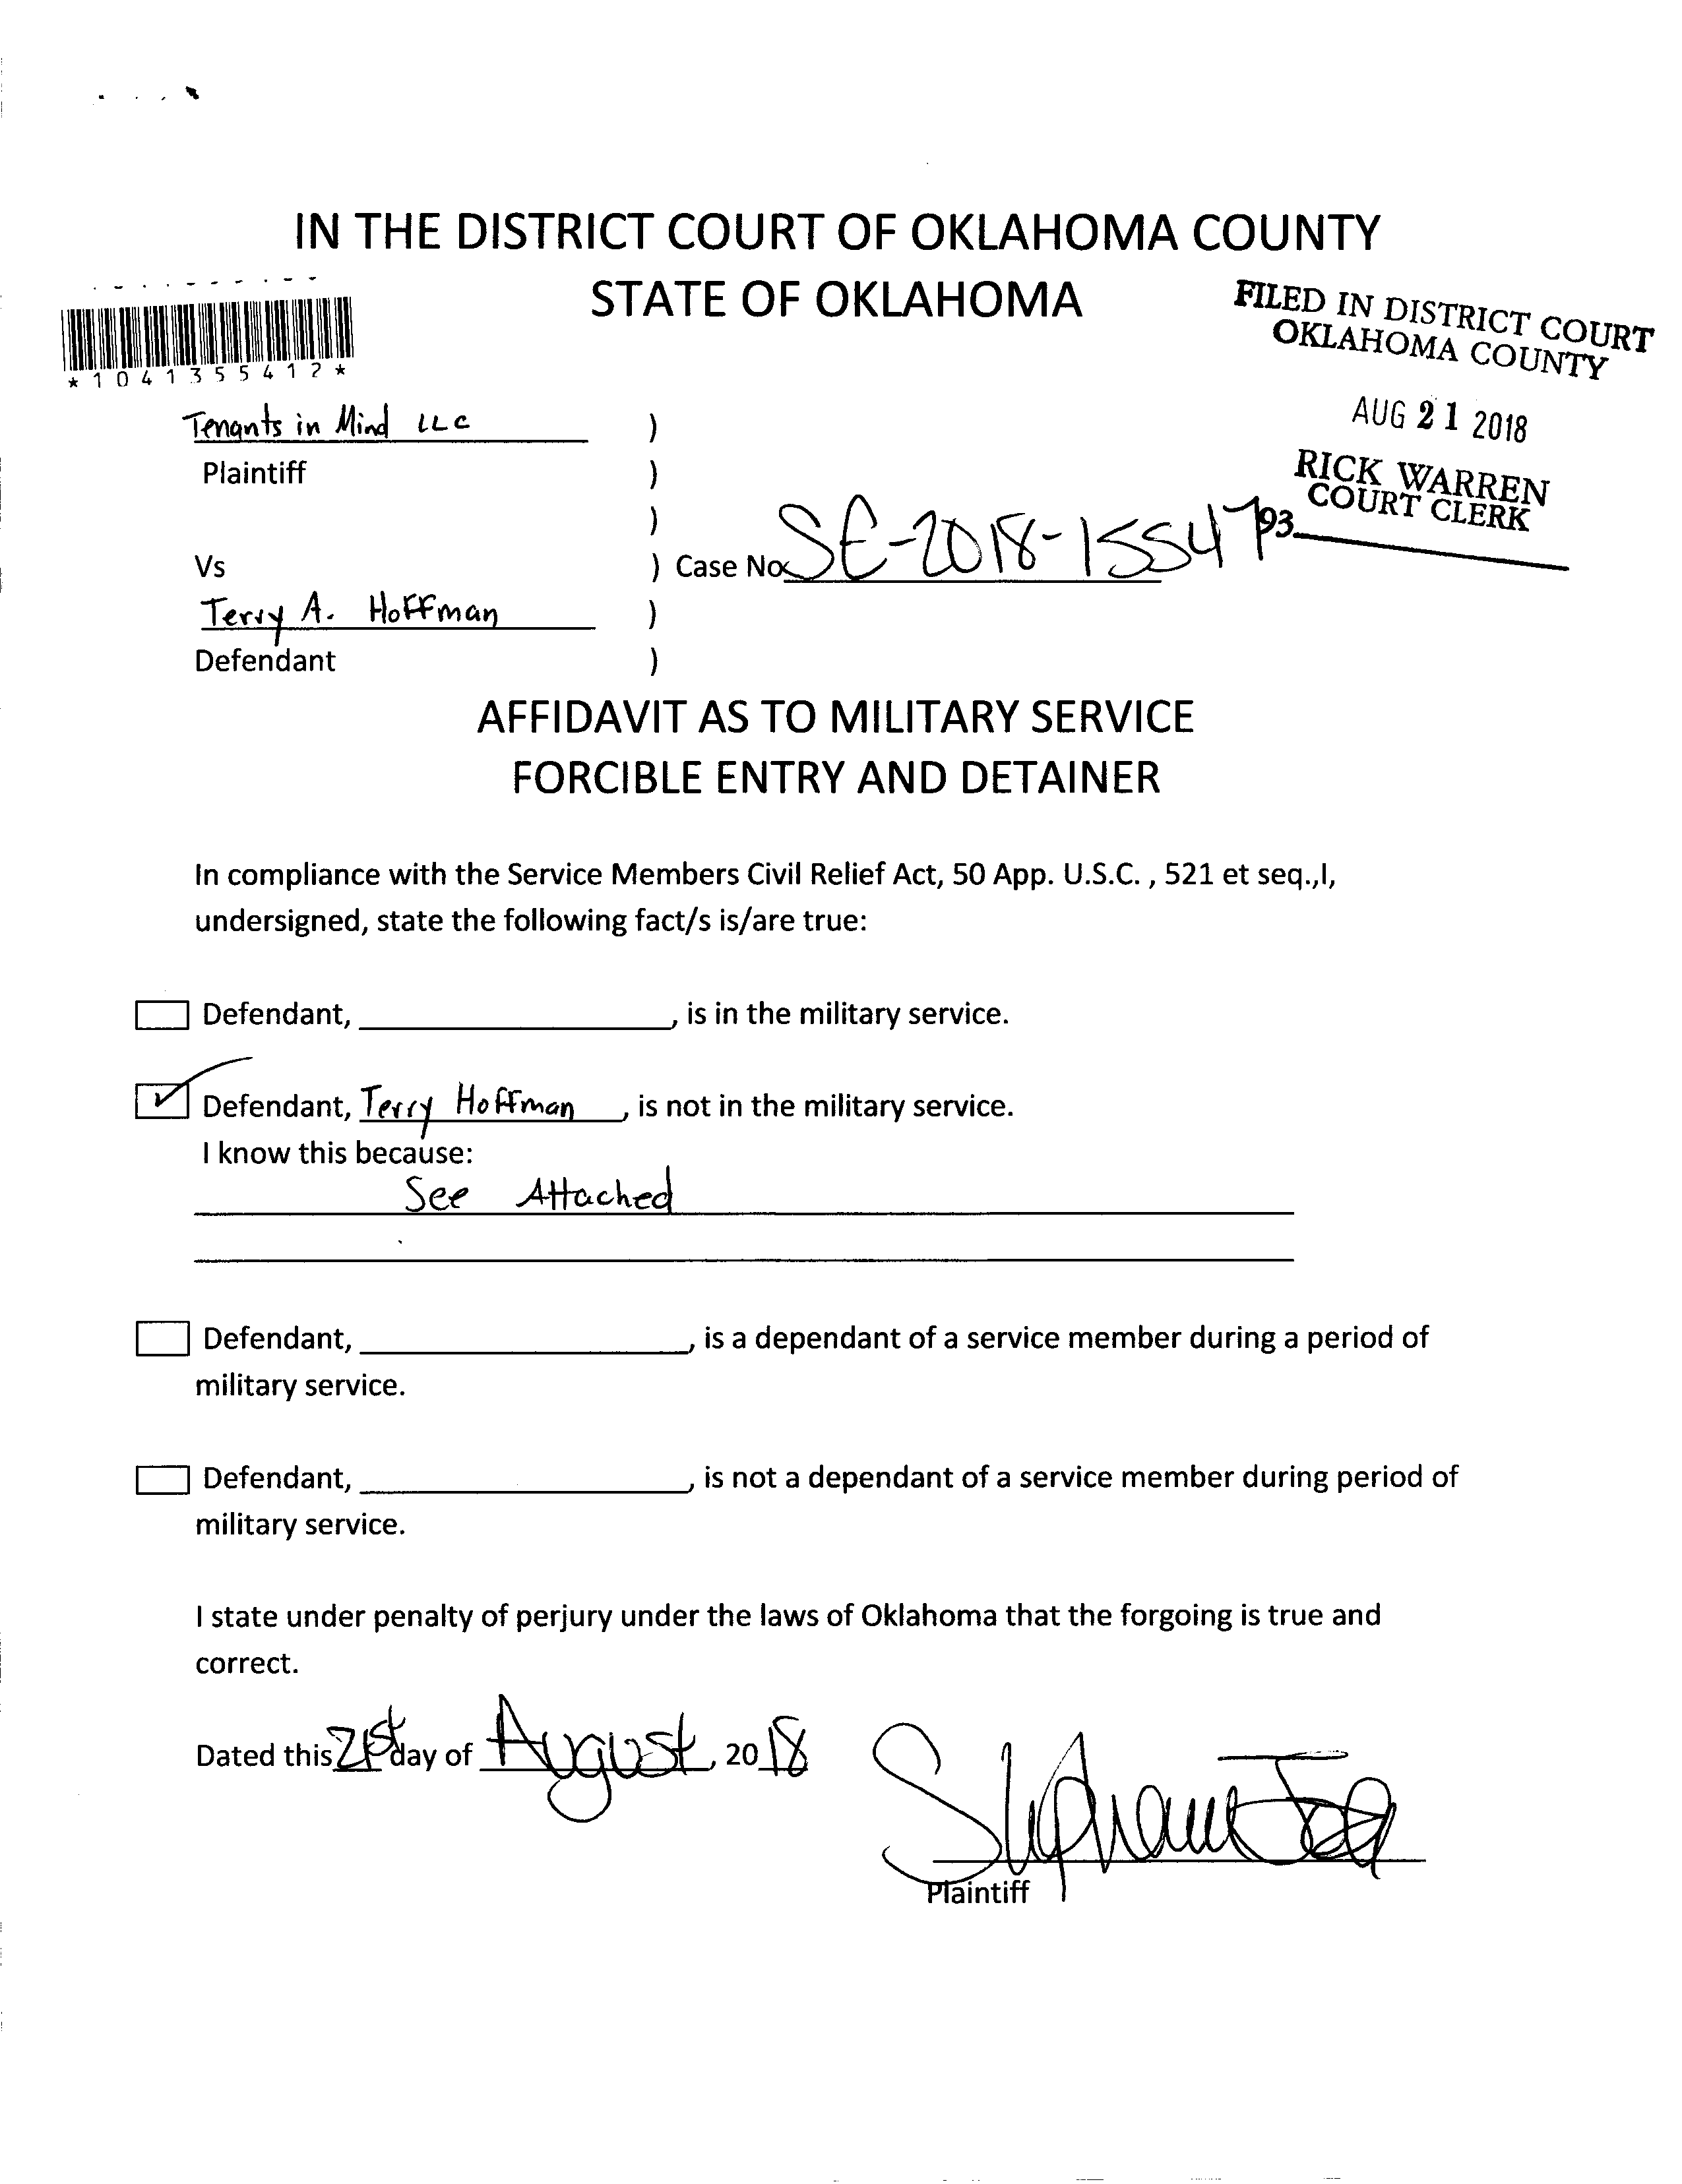 IN THE DISTRICT COURT OF OKLAHOMA COUNTY
STATE OF OKLAHOMA
FILED IN DISTRICT COURT
OKLAHOMA COUNTY
*1041355412*
AUG 21 2018
Tenants in Mind LLC )
Plaintiff )
RICK WARREN
COURT CLERK
)
93
Vs ) Case No. SC-2018-15547
Terry A. Hoffman )
Defendant )
AFFIDAVIT AS TO MILITARY SERVICE
FORCIBLE ENTRY AND DETAINER
In compliance with the Service Members Civil Relief Act, 50 App. U.S.C. , 521 et seq.,I,
undersigned, state the following fact/s is/are true:
Defendant, , is in the military service.
Defendant, Terry Hoffman , is not in the military service.
I know this because:
See Attached
Defendant, , is a dependant of a service member during a period of
military service.
Defendant, , is not a dependant of a service member during period of
military service.
I state under penalty of perjury under the laws of Oklahoma that the forgoing is true and
correct.
Dated this 21st day of August, 2018
Plaintiff